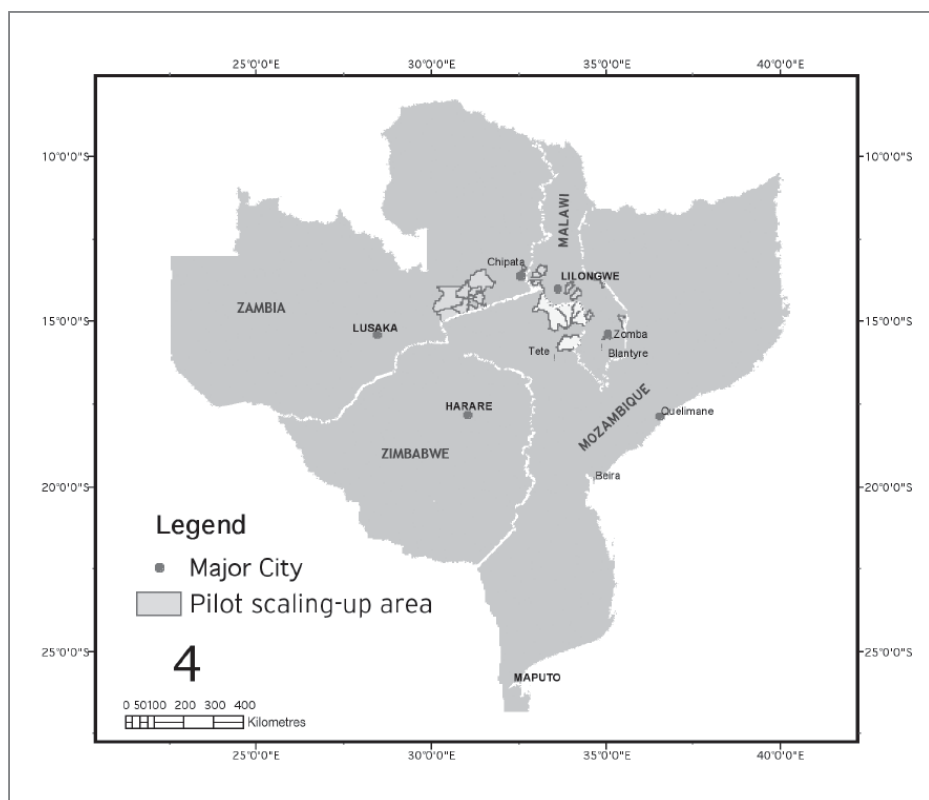 25°0'0"E 30°0'0"E 35°0'0"E 40°0'0"E
10°0'0"S 10°0'0"S
MALAWI
Chipata
LILONGWE
ZAMBIA
LUSAKA
15°0'0"S 15°0'0"S
Zomba
Tete
Blantyre
HARARE
Quelimane
MOZAMBIQUE
ZIMBABWE
Beira
20°0'0"S 20°0'0"S
Legend
Major City
Pilot scaling-up area
25°0'0"S 25°0'0"S
4
MAPUTO
0 50100 200 300 400
Kilometres
25°0'0"E 30°0'0"E 35°0'0"E 40°0'0"E